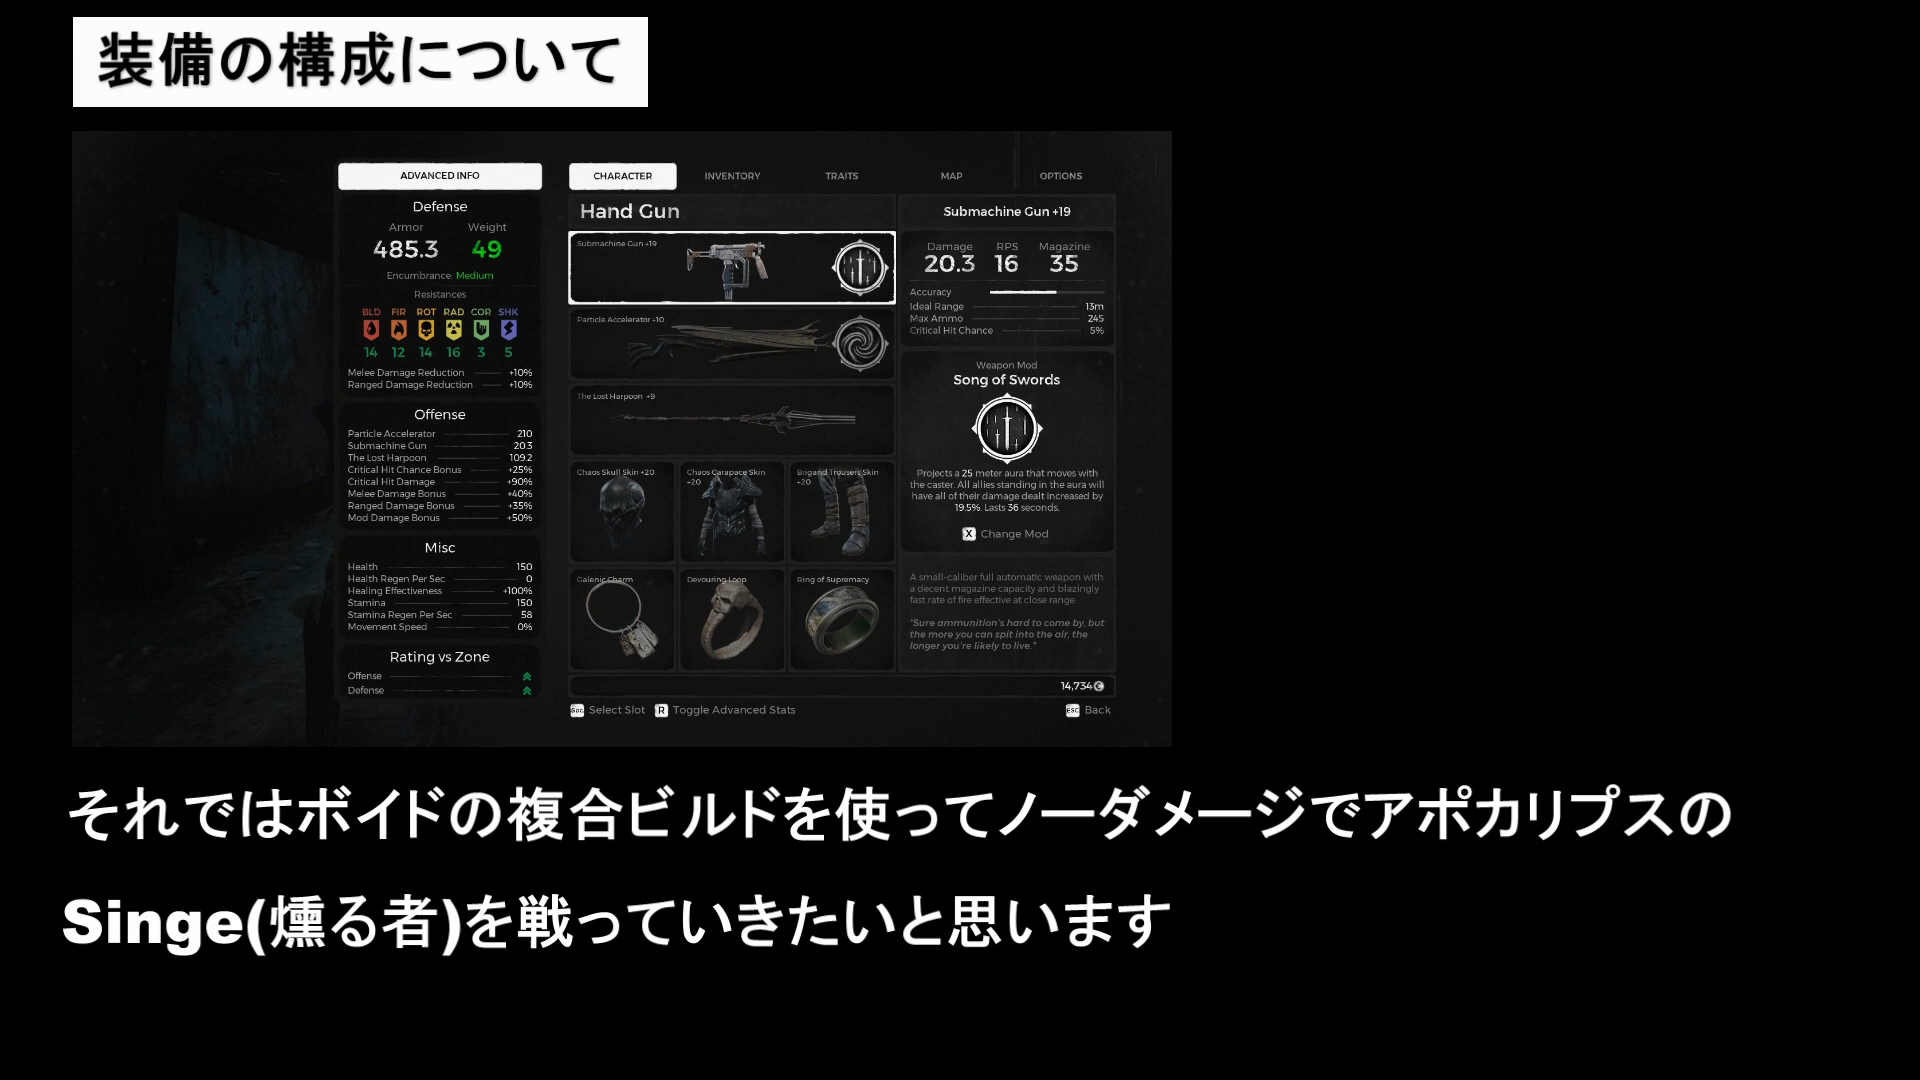 装備の構成について
ADVANCED INFO
CHARACTER
INVENTORY
TRAITS
MAP
OPTIONS
Defense
Armor
Weight
485.3
49
Encumbrance: Medium
Resistances
BLD FIR ROT RAD COR SHK
14 12 14 16 3 5
Melee Damage Reduction +10%
Ranged Damage Reduction +10%
Offense
Particle Accelerator 210
Submachine Gun 20.3
The Lost Harpoon 109.2
Critical Hit Chance Bonus +25%
Critical Hit Damage +90%
Melee Damage Bonus +40%
Ranged Damage Bonus +35%
Mod Damage Bonus +50%
Misc
Health 150
Health Regen Per Sec 0
Healing Effectiveness +100%
Stamina 150
Stamina Regen Per Sec 58
Movement Speed 0%
Rating vs Zone
Offense
Defense
Hand Gun
Submachine Gun +19
Particle Accelerator +10
The Lost Harpoon +9
Chaos Skull Skin +20
Chaos Carapace Skin
+20
Brigand Trousers Skin
+20
Galenic Charm
Devouring Loop
Ring of Supremacy
Submachine Gun +19
Damage RPS Magazine
20.3 16 35
Accuracy
Ideal Range 13m
Max Ammo 245
Critical Hit Chance 5%
Weapon Mod
Song of Swords
Projects a 25 meter aura that moves with
the caster. All allies standing in the aura will
have all of their damage dealt increased by
19.5%. Lasts 36 seconds.
X Change Mod
A small-caliber full automatic weapon with
a decent magazine capacity and blazingly
fast rate of fire effective at close range.
"Sure ammunition's hard to come by, but
the more you can spit into the air, the
longer you're likely to live."
14,734
Spc Select Slot R Toggle Advanced Stats
ESC Back
それではボイドの複合ビルドを使ってノーダメージでアポカリプスの
Singe(燻る者)を戦っていきたいと思います